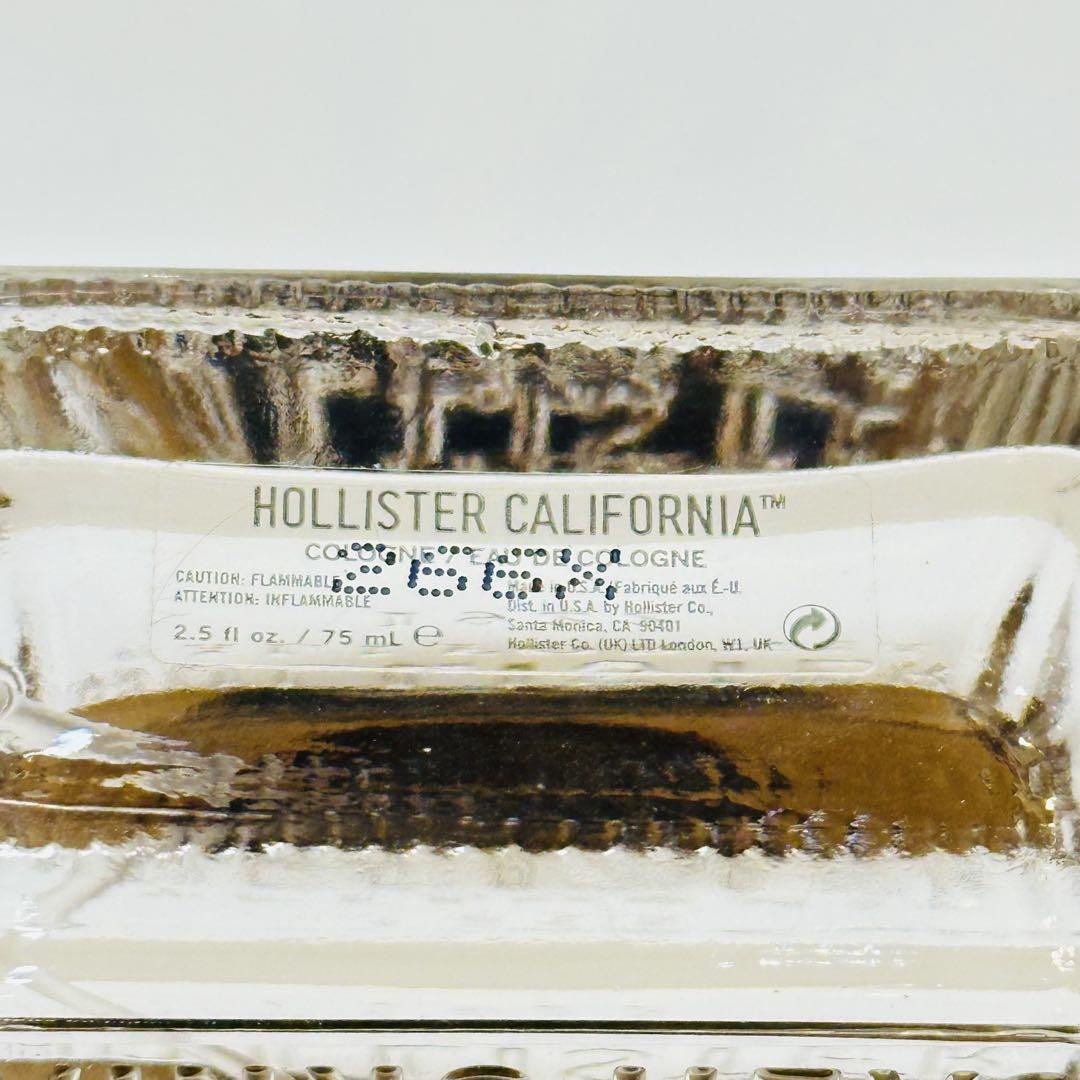 HOLLISTER CALIFORNIA™
COLOGNE / EAU DE COLOGNE
266X
CAUTION: FLAMMABLE
ATTENTION: INFLAMMABLE
2.5 fl oz. / 75 mL ℮
Made in U.S.A. / Fabriqué aux É.-U.
Dist. in U.S.A. by Hollister Co.,
Santa Monica, CA 90401
Hollister Co. (UK) LTD London, W1, UK